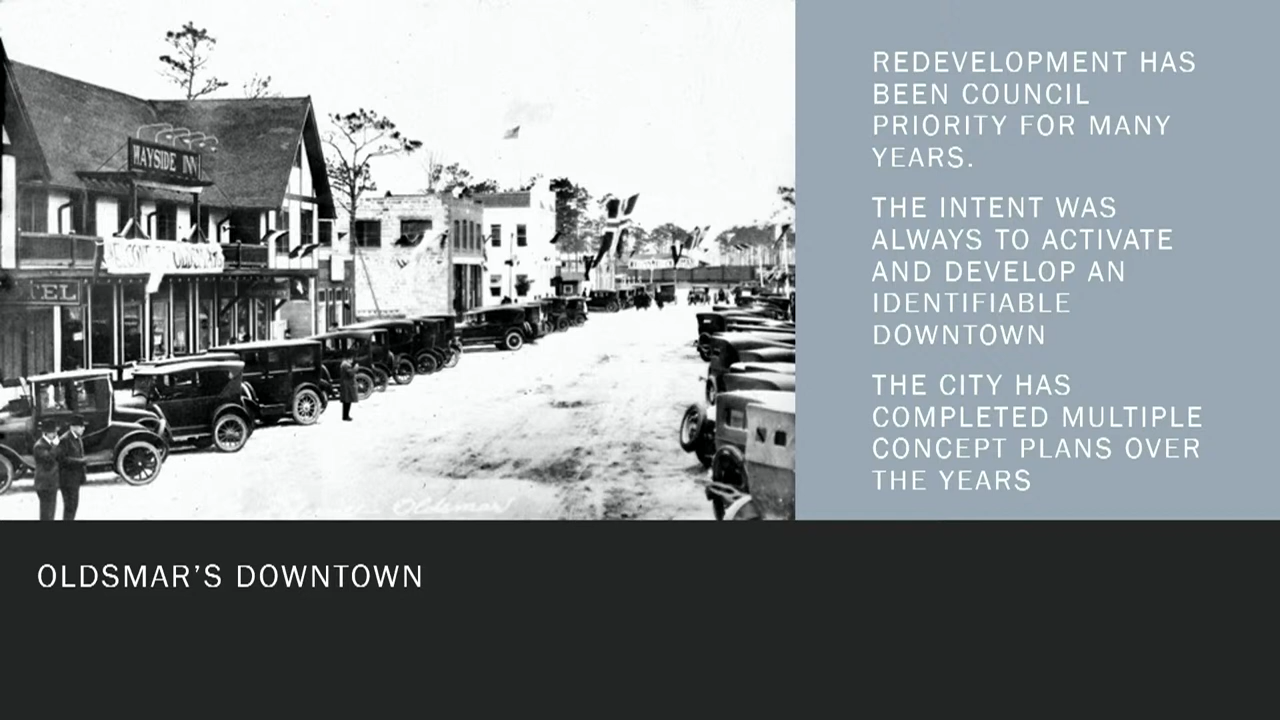 WAYSIDE INN
REDEVELOPMENT HAS
BEEN COUNCIL
PRIORITY FOR MANY
YEARS.
THE INTENT WAS
ALWAYS TO ACTIVATE
AND DEVELOP AN
IDENTIFIABLE
DOWNTOWN
THE CITY HAS
COMPLETED MULTIPLE
CONCEPT PLANS OVER
THE YEARS
Oldsmar
OLDSMAR’S DOWNTOWN